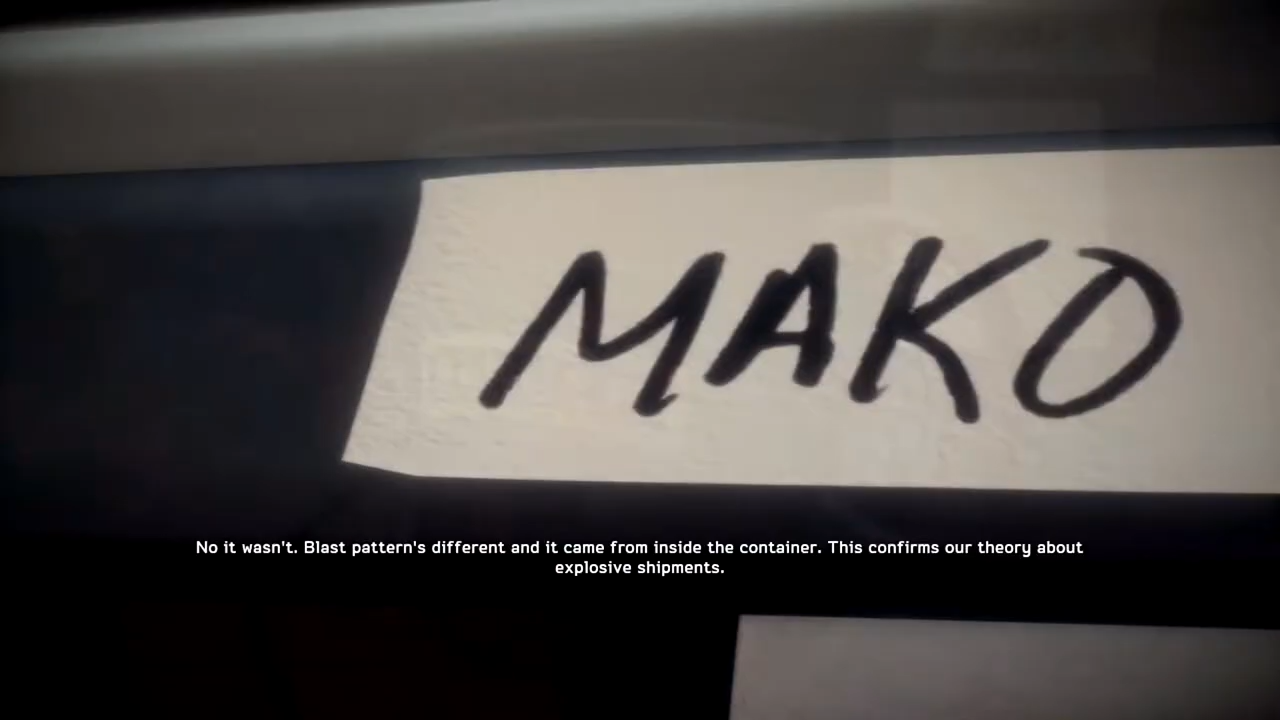 MAKO
No it wasn't. Blast pattern's different and it came from inside the container. This confirms our theory about
explosive shipments.